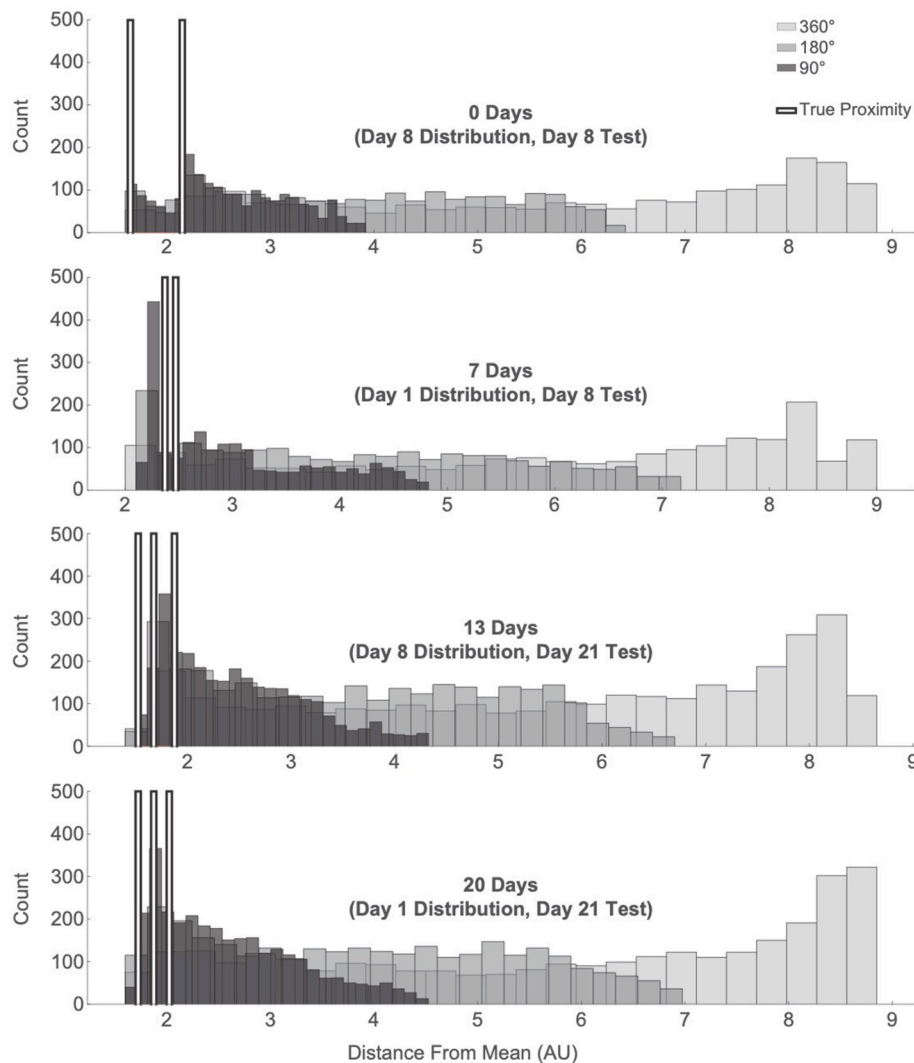 500
400
300
200
100
0
Count
360°
180°
90°
True Proximity
0 Days
(Day 8 Distribution, Day 8 Test)
2 3 4 5 6 7 8 9
500
400
300
200
100
0
Count
7 Days
(Day 1 Distribution, Day 8 Test)
2 3 4 5 6 7 8 9
500
400
300
200
100
0
Count
13 Days
(Day 8 Distribution, Day 21 Test)
2 3 4 5 6 7 8 9
500
400
300
200
100
0
Count
20 Days
(Day 1 Distribution, Day 21 Test)
2 3 4 5 6 7 8 9
Distance From Mean (AU)